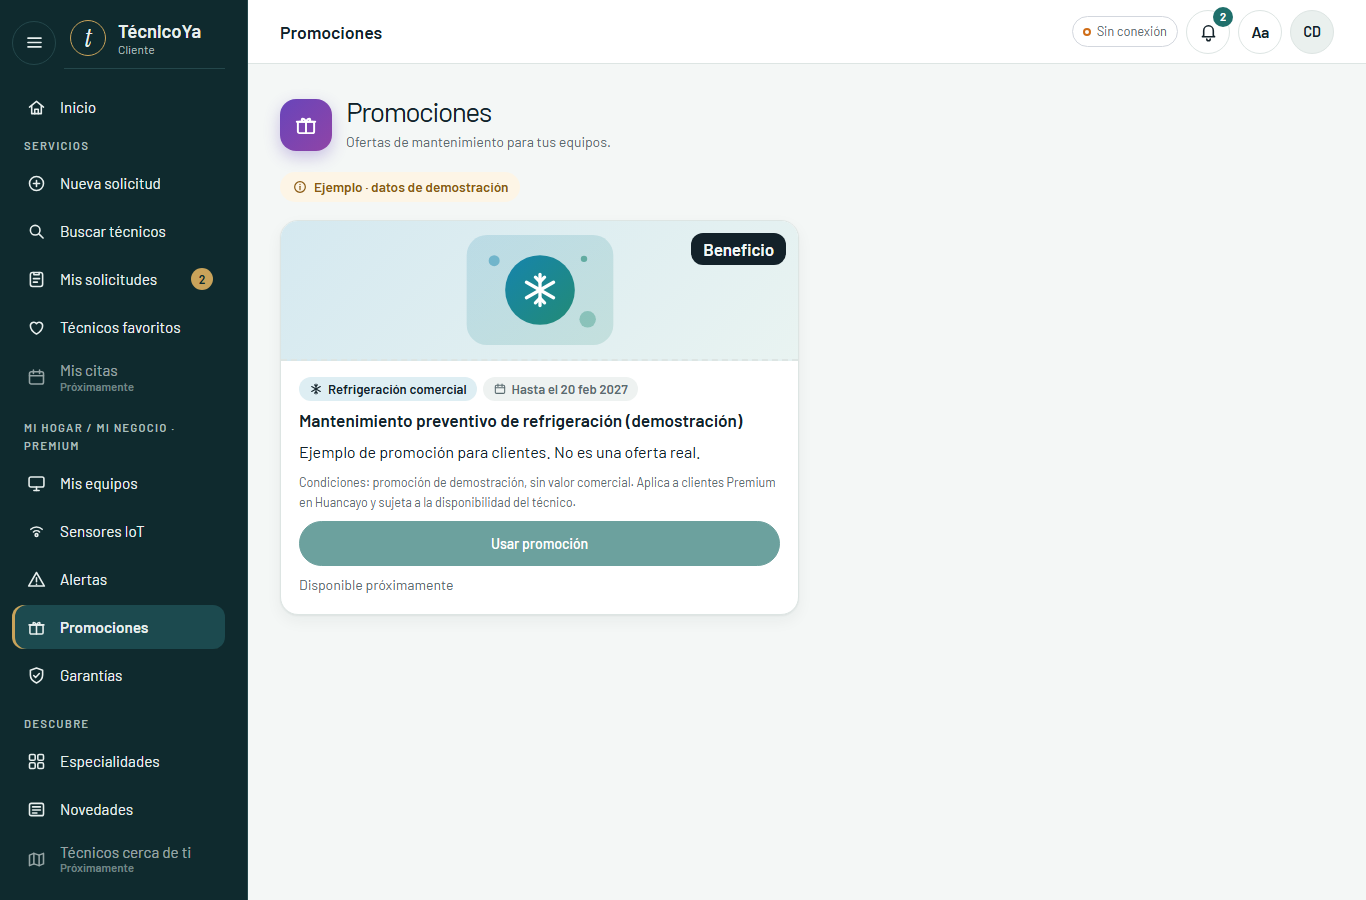 t
TécnicoYa
Cliente
Inicio
SERVICIOS
Nueva solicitud
Buscar técnicos
Mis solicitudes
2
Técnicos favoritos
Mis citas
Próximamente
MI HOGAR / MI NEGOCIO ·
PREMIUM
Mis equipos
Sensores IoT
Alertas
Promociones
Garantías
DESCUBRE
Especialidades
Novedades
Técnicos cerca de ti
Próximamente
Promociones
Sin conexión
2
Aa
CD
Promociones
Ofertas de mantenimiento para tus equipos.
Ejemplo · datos de demostración
Beneficio
Refrigeración comercial
Hasta el 20 feb 2027
Mantenimiento preventivo de refrigeración (demostración)
Ejemplo de promoción para clientes. No es una oferta real.
Condiciones: promoción de demostración, sin valor comercial. Aplica a clientes Premium
en Huancayo y sujeta a la disponibilidad del técnico.
Usar promoción
Disponible próximamente